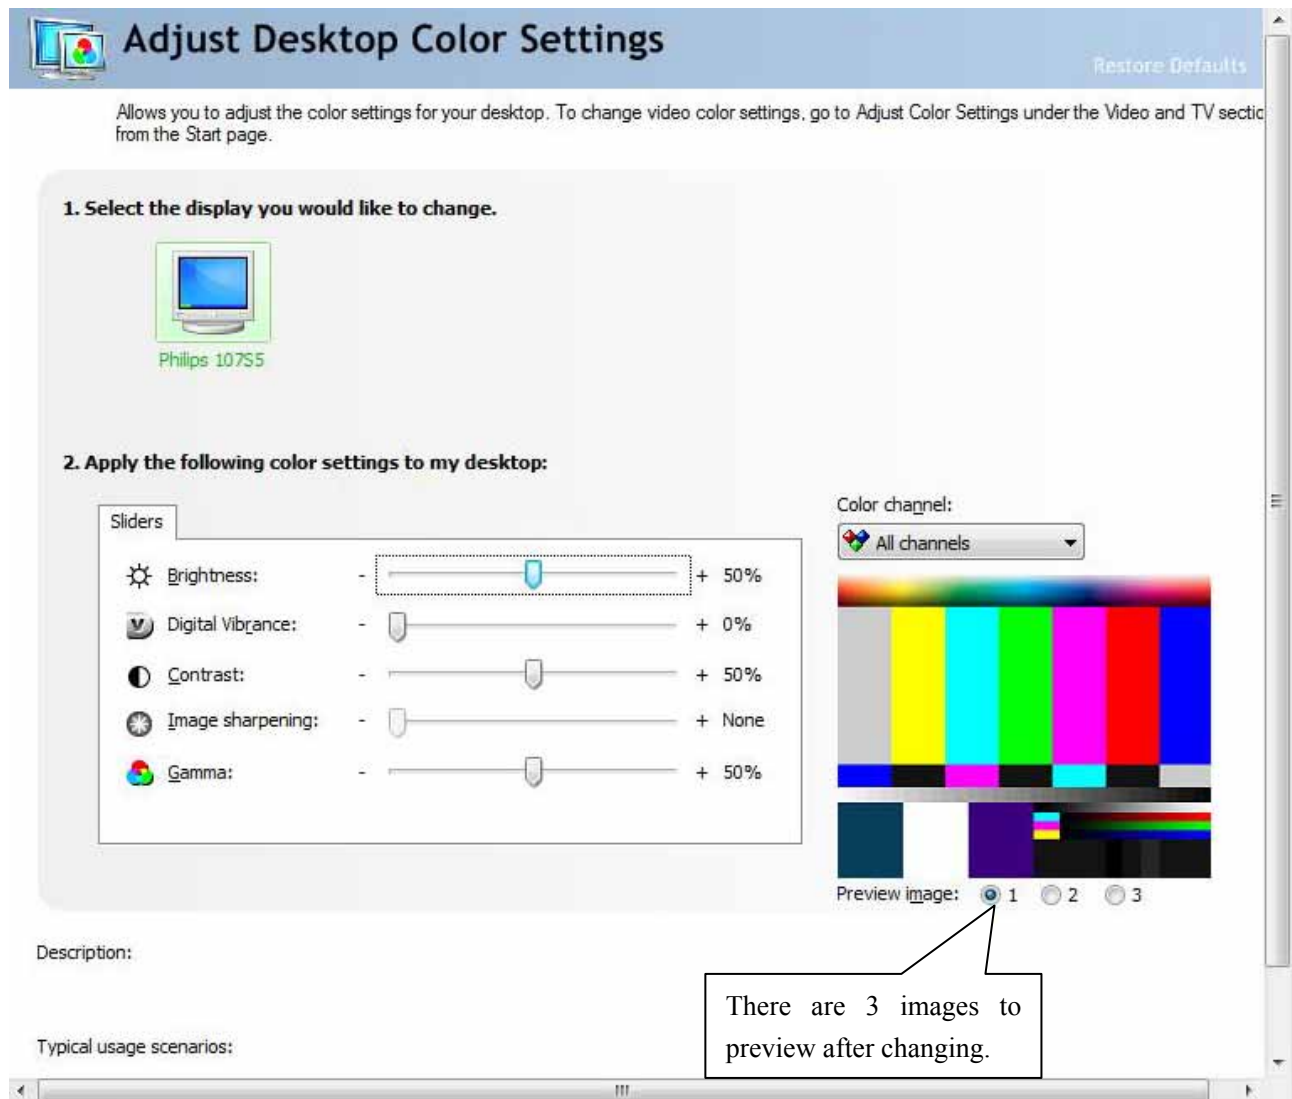 Adjust Desktop Color Settings
Restore Defaults
Allows you to adjust the color settings for your desktop. To change video color settings, go to Adjust Color Settings under the Video and TV sectio
from the Start page.
1. Select the display you would like to change.
Philips 107S5
2. Apply the following color settings to my desktop:
Sliders
Brightness: - + 50%
Digital Vibrance: - + 0%
Contrast: - + 50%
Image sharpening: - + None
Gamma: - + 50%
Color channel:
All channels
Preview image: 1 2 3
Description:
There are 3 images to
preview after changing.
Typical usage scenarios: